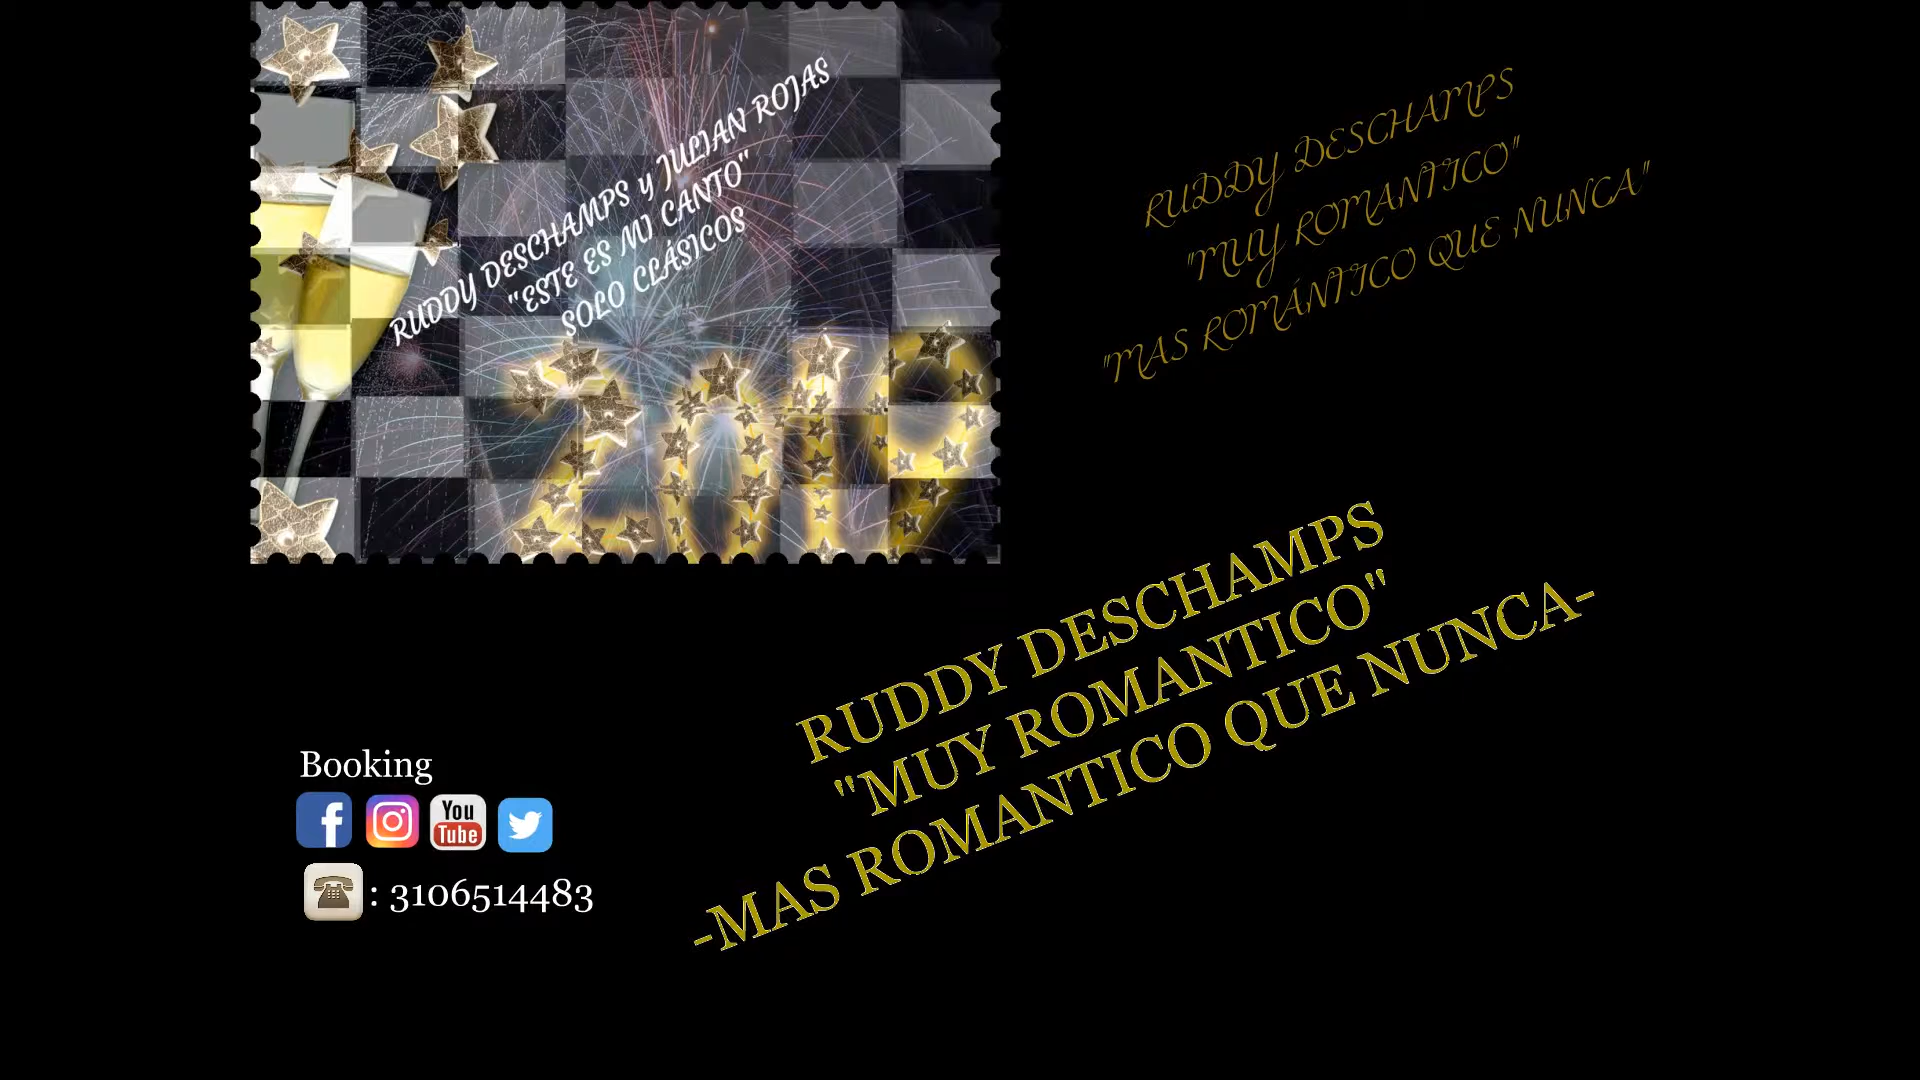 RUDDY DESCHAMPS y JULIAN ROJAS
"ESTE ES MI CANTO"
SOLO CLÁSICOS
2019
RUDDY DESCHAMPS
"MUY ROMANTICO"
"MAS ROMÁNTICO QUE NUNCA"
RUDDY DESCHAMPS
"MUY ROMANTICO"
-MAS ROMANTICO QUE NUNCA-
Booking
f
You
Tube
: 3106514483